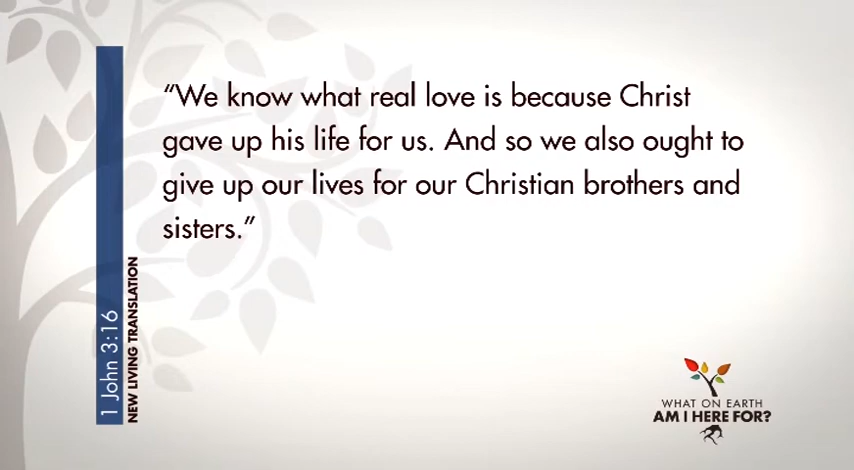 “We know what real love is because Christ
gave up his life for us. And so we also ought to
give up our lives for our Christian brothers and
sisters.”
1 John 3:16
NEW LIVING TRANSLATION
WHAT ON EARTH
AM I HERE FOR?